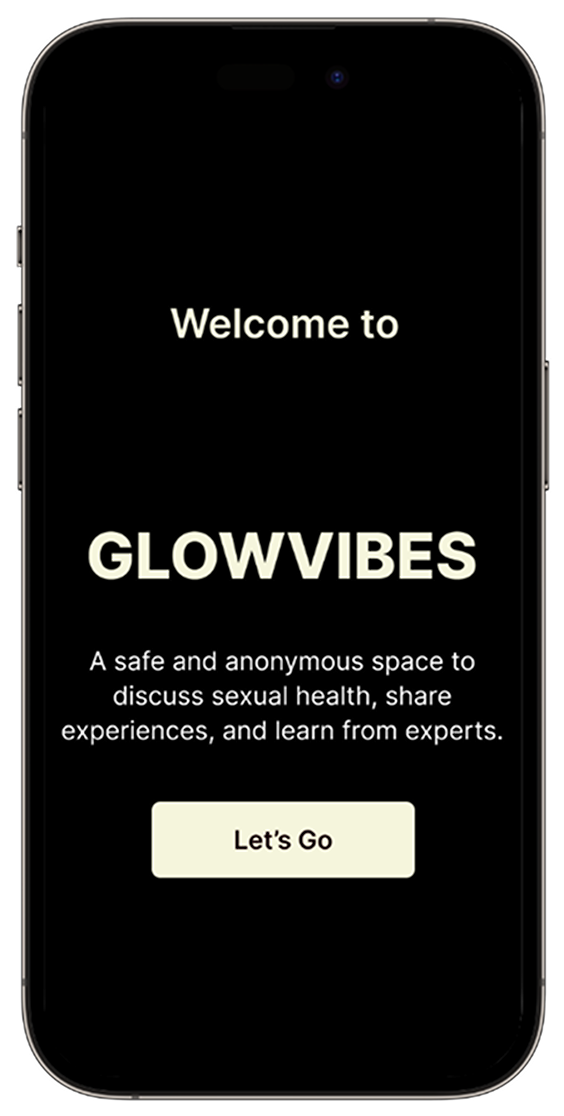 Welcome to
GLOWVIBES
A safe and anonymous space to
discuss sexual health, share
experiences, and learn from experts.
Let’s Go